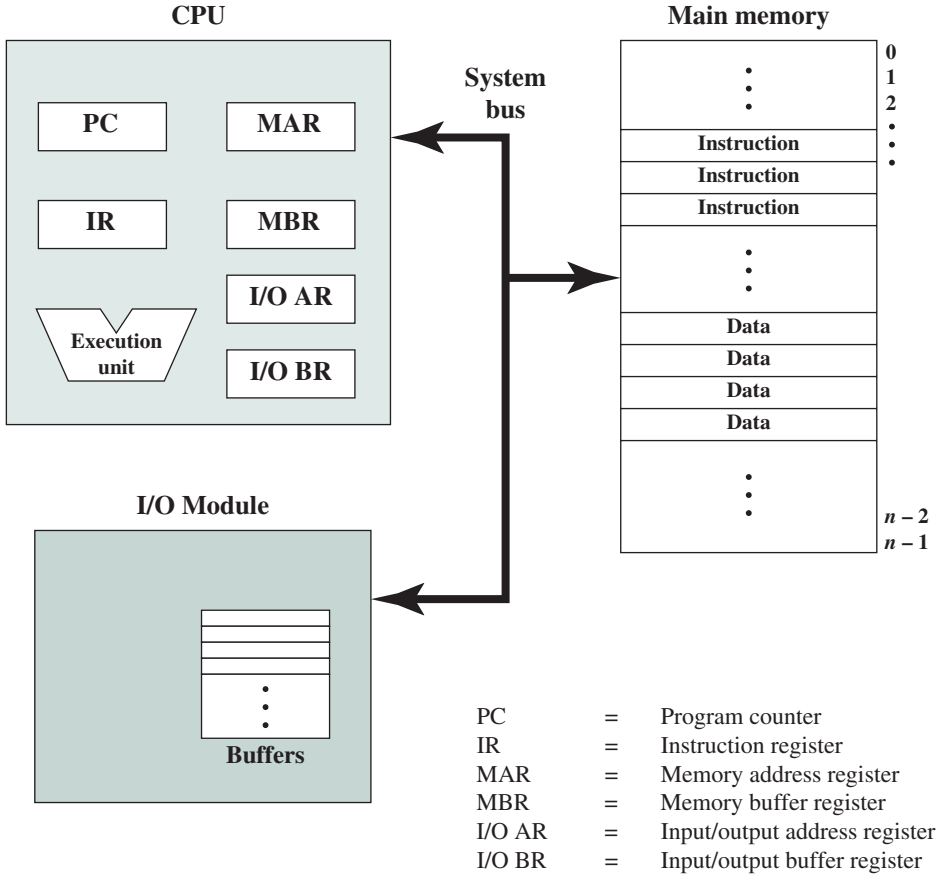 CPU
Main memory
System
bus
PC
MAR
IR
MBR
I/O AR
I/O BR
Execution
unit
0
1
2
Instruction
Instruction
Instruction
Data
Data
Data
Data
n – 2
n – 1
I/O Module
Buffers
PC = Program counter
IR = Instruction register
MAR = Memory address register
MBR = Memory buffer register
I/O AR = Input/output address register
I/O BR = Input/output buffer register